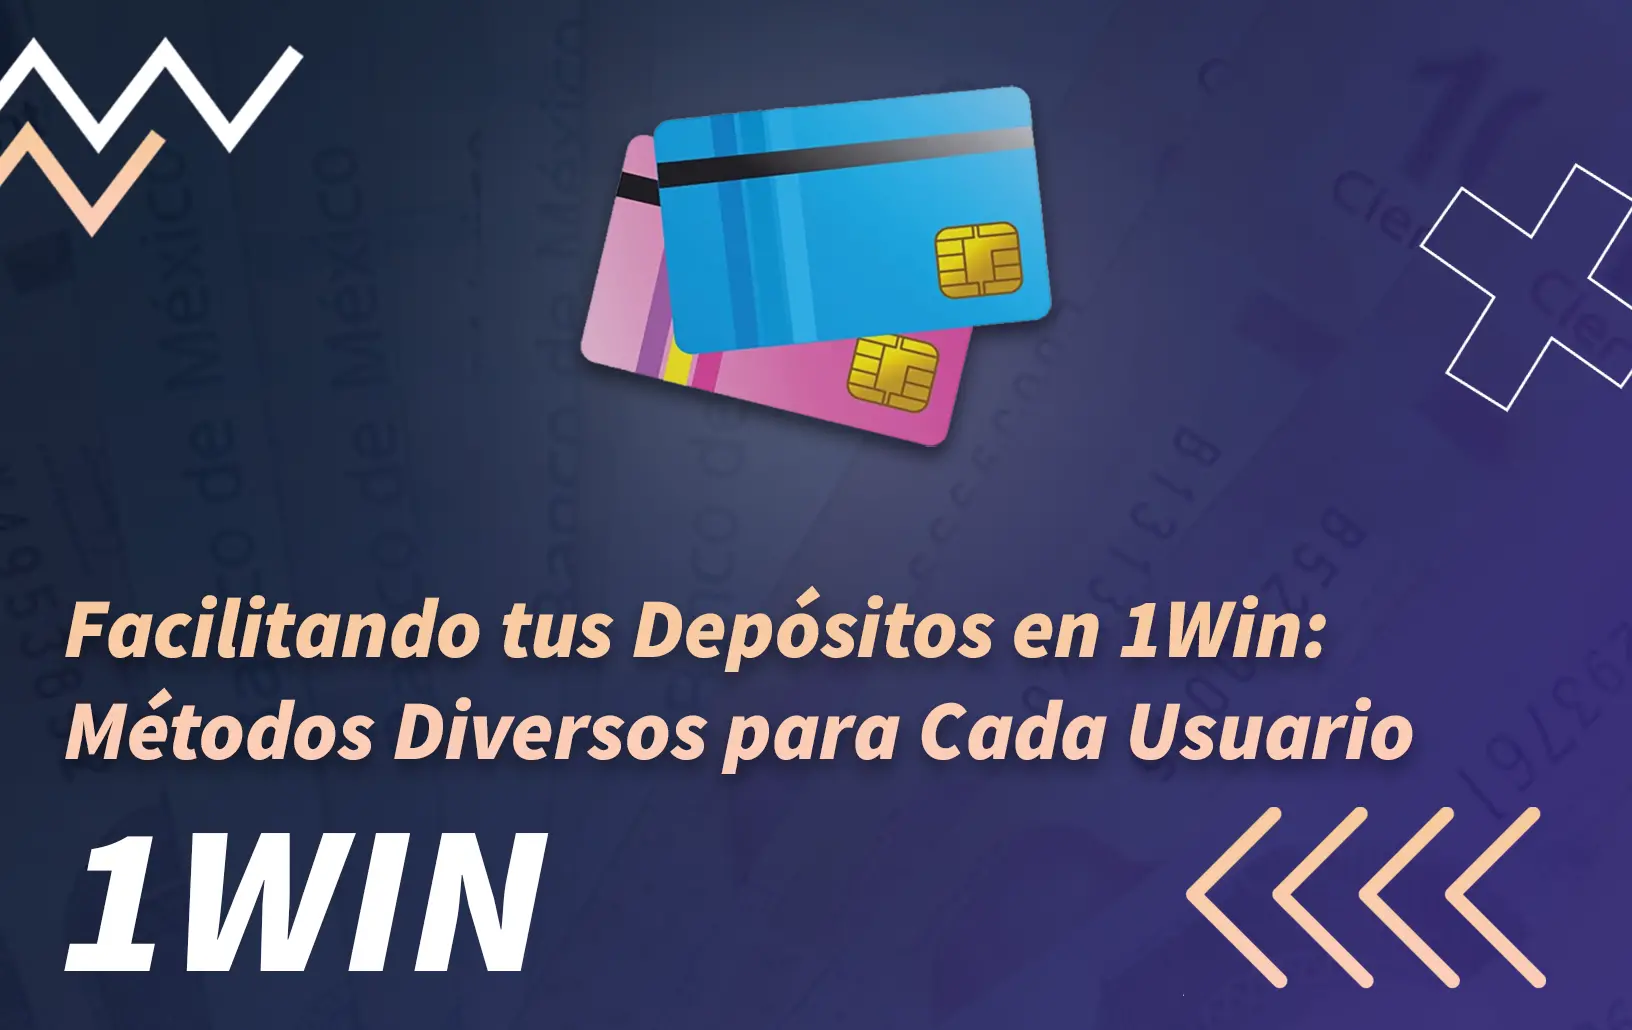 Facilitando tus Depósitos en 1Win:
Métodos Diversos para Cada Usuario
1WIN